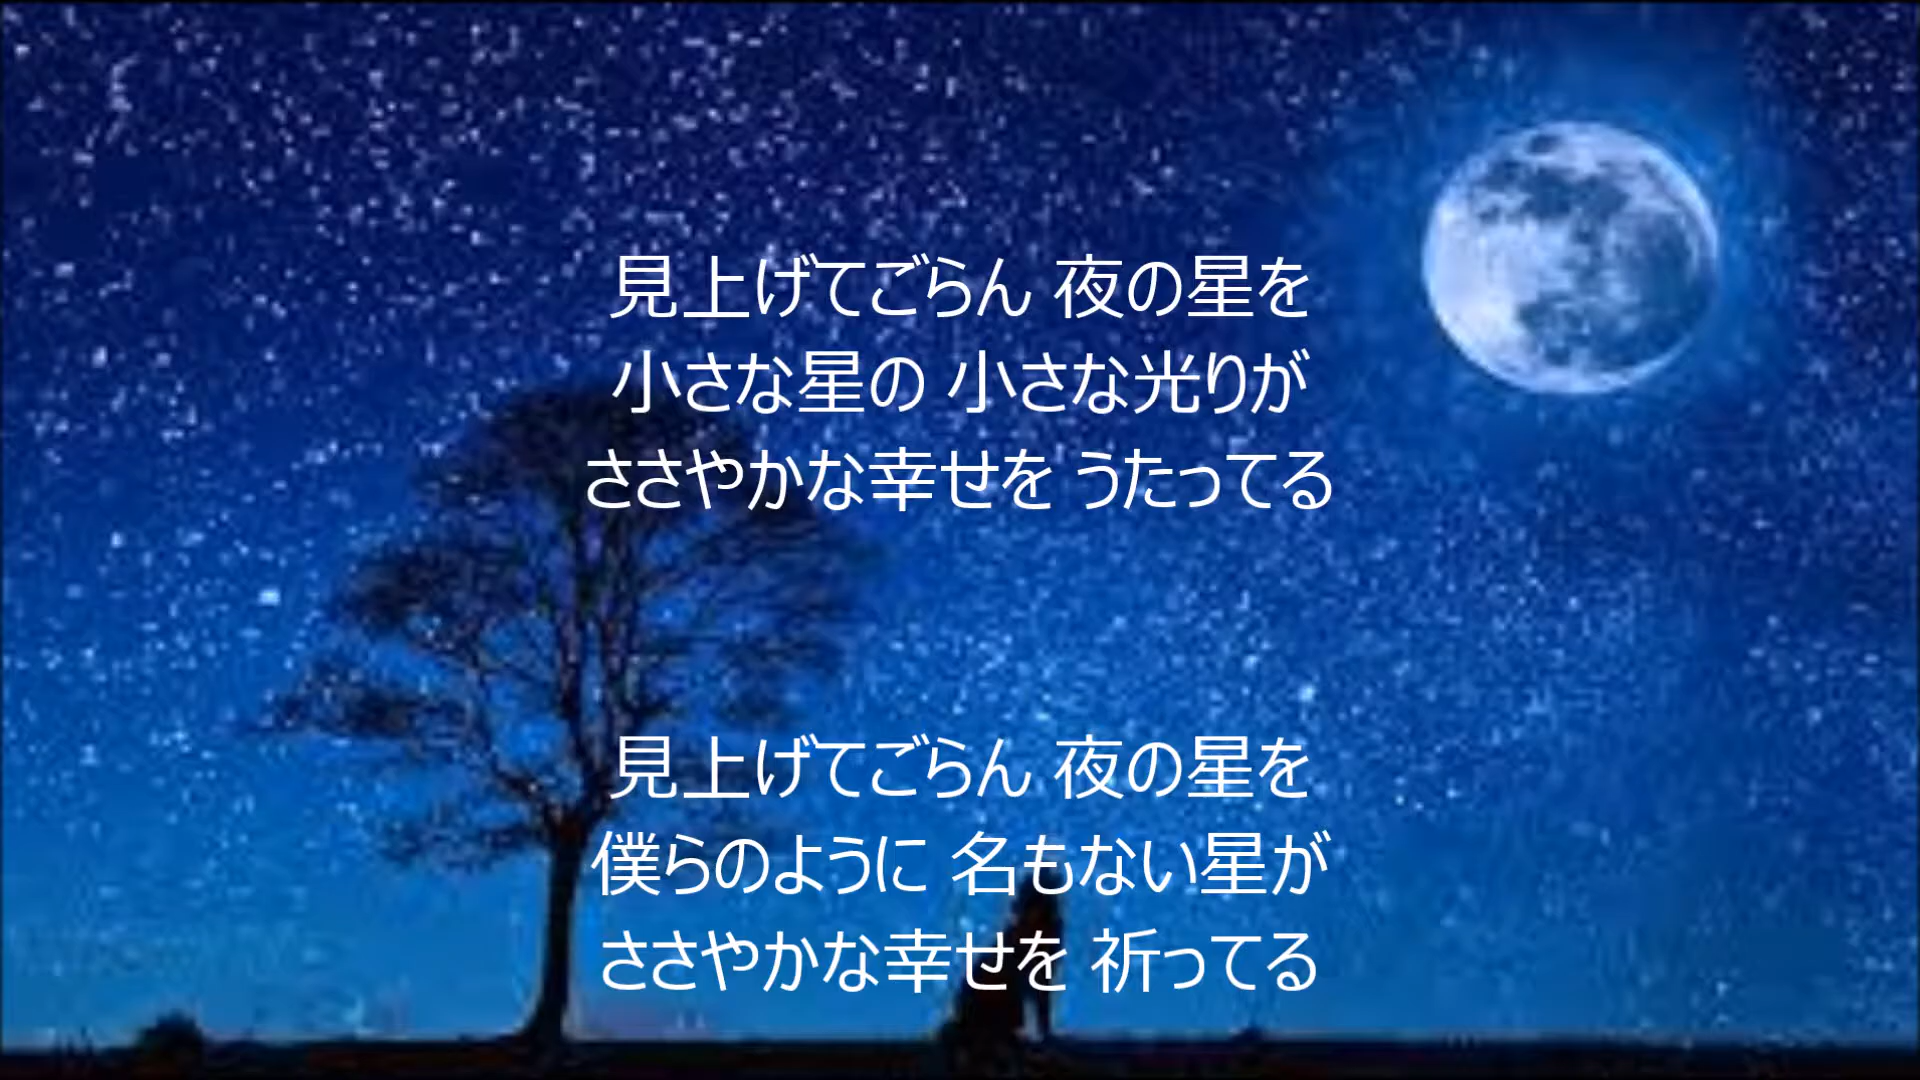 見上げてごらん 夜の星を
小さな星の 小さな光りが
ささやかな幸せを うたってる
見上げてごらん 夜の星を
僕らのように 名もない星が
ささやかな幸せを 祈ってる